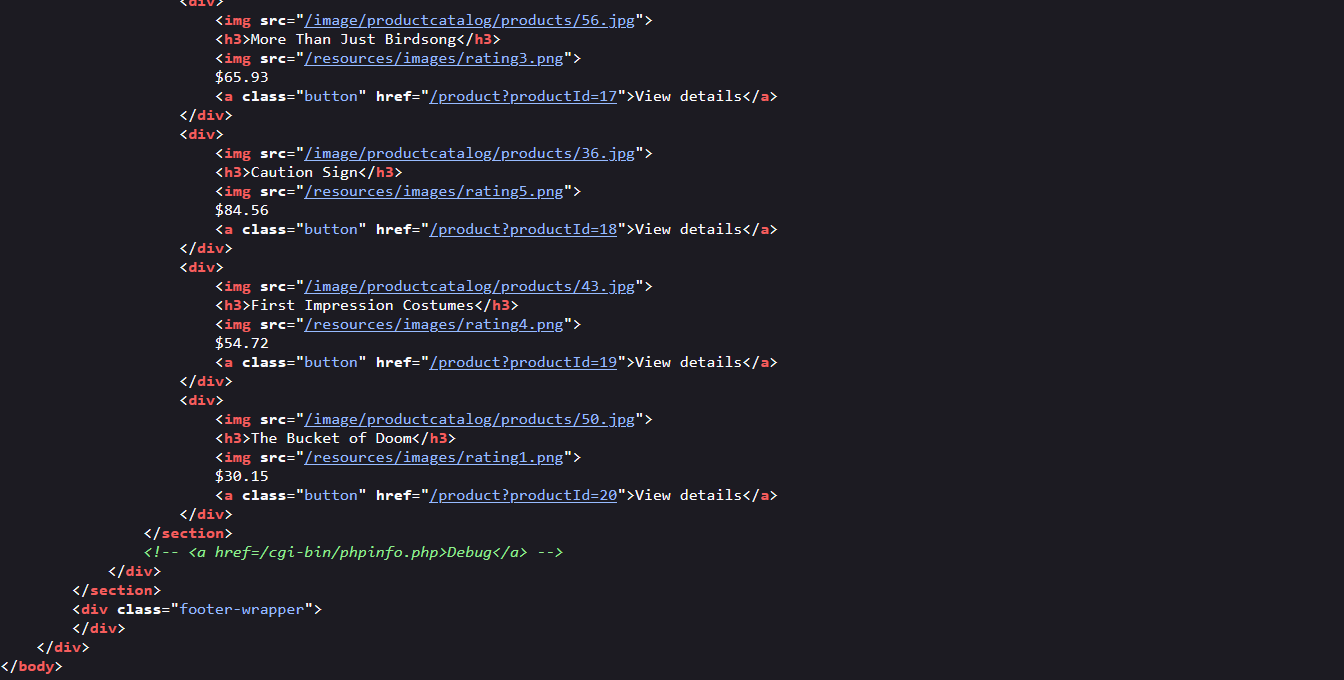 <div>
<img src="/image/productcatalog/products/56.jpg">
<h3>More Than Just Birdsong</h3>
<img src="/resources/images/rating3.png">
$65.93
<a class="button" href="/product?productId=17">View details</a>
</div>
<div>
<img src="/image/productcatalog/products/36.jpg">
<h3>Caution Sign</h3>
<img src="/resources/images/rating5.png">
$84.56
<a class="button" href="/product?productId=18">View details</a>
</div>
<div>
<img src="/image/productcatalog/products/43.jpg">
<h3>First Impression Costumes</h3>
<img src="/resources/images/rating4.png">
$54.72
<a class="button" href="/product?productId=19">View details</a>
</div>
<div>
<img src="/image/productcatalog/products/50.jpg">
<h3>The Bucket of Doom</h3>
<img src="/resources/images/rating1.png">
$30.15
<a class="button" href="/product?productId=20">View details</a>
</div>
</section>
<!-- <a href=/cgi-bin/phpinfo.php>Debug</a> -->
</div>
</section>
<div class="footer-wrapper">
</div>
</div>
</body>